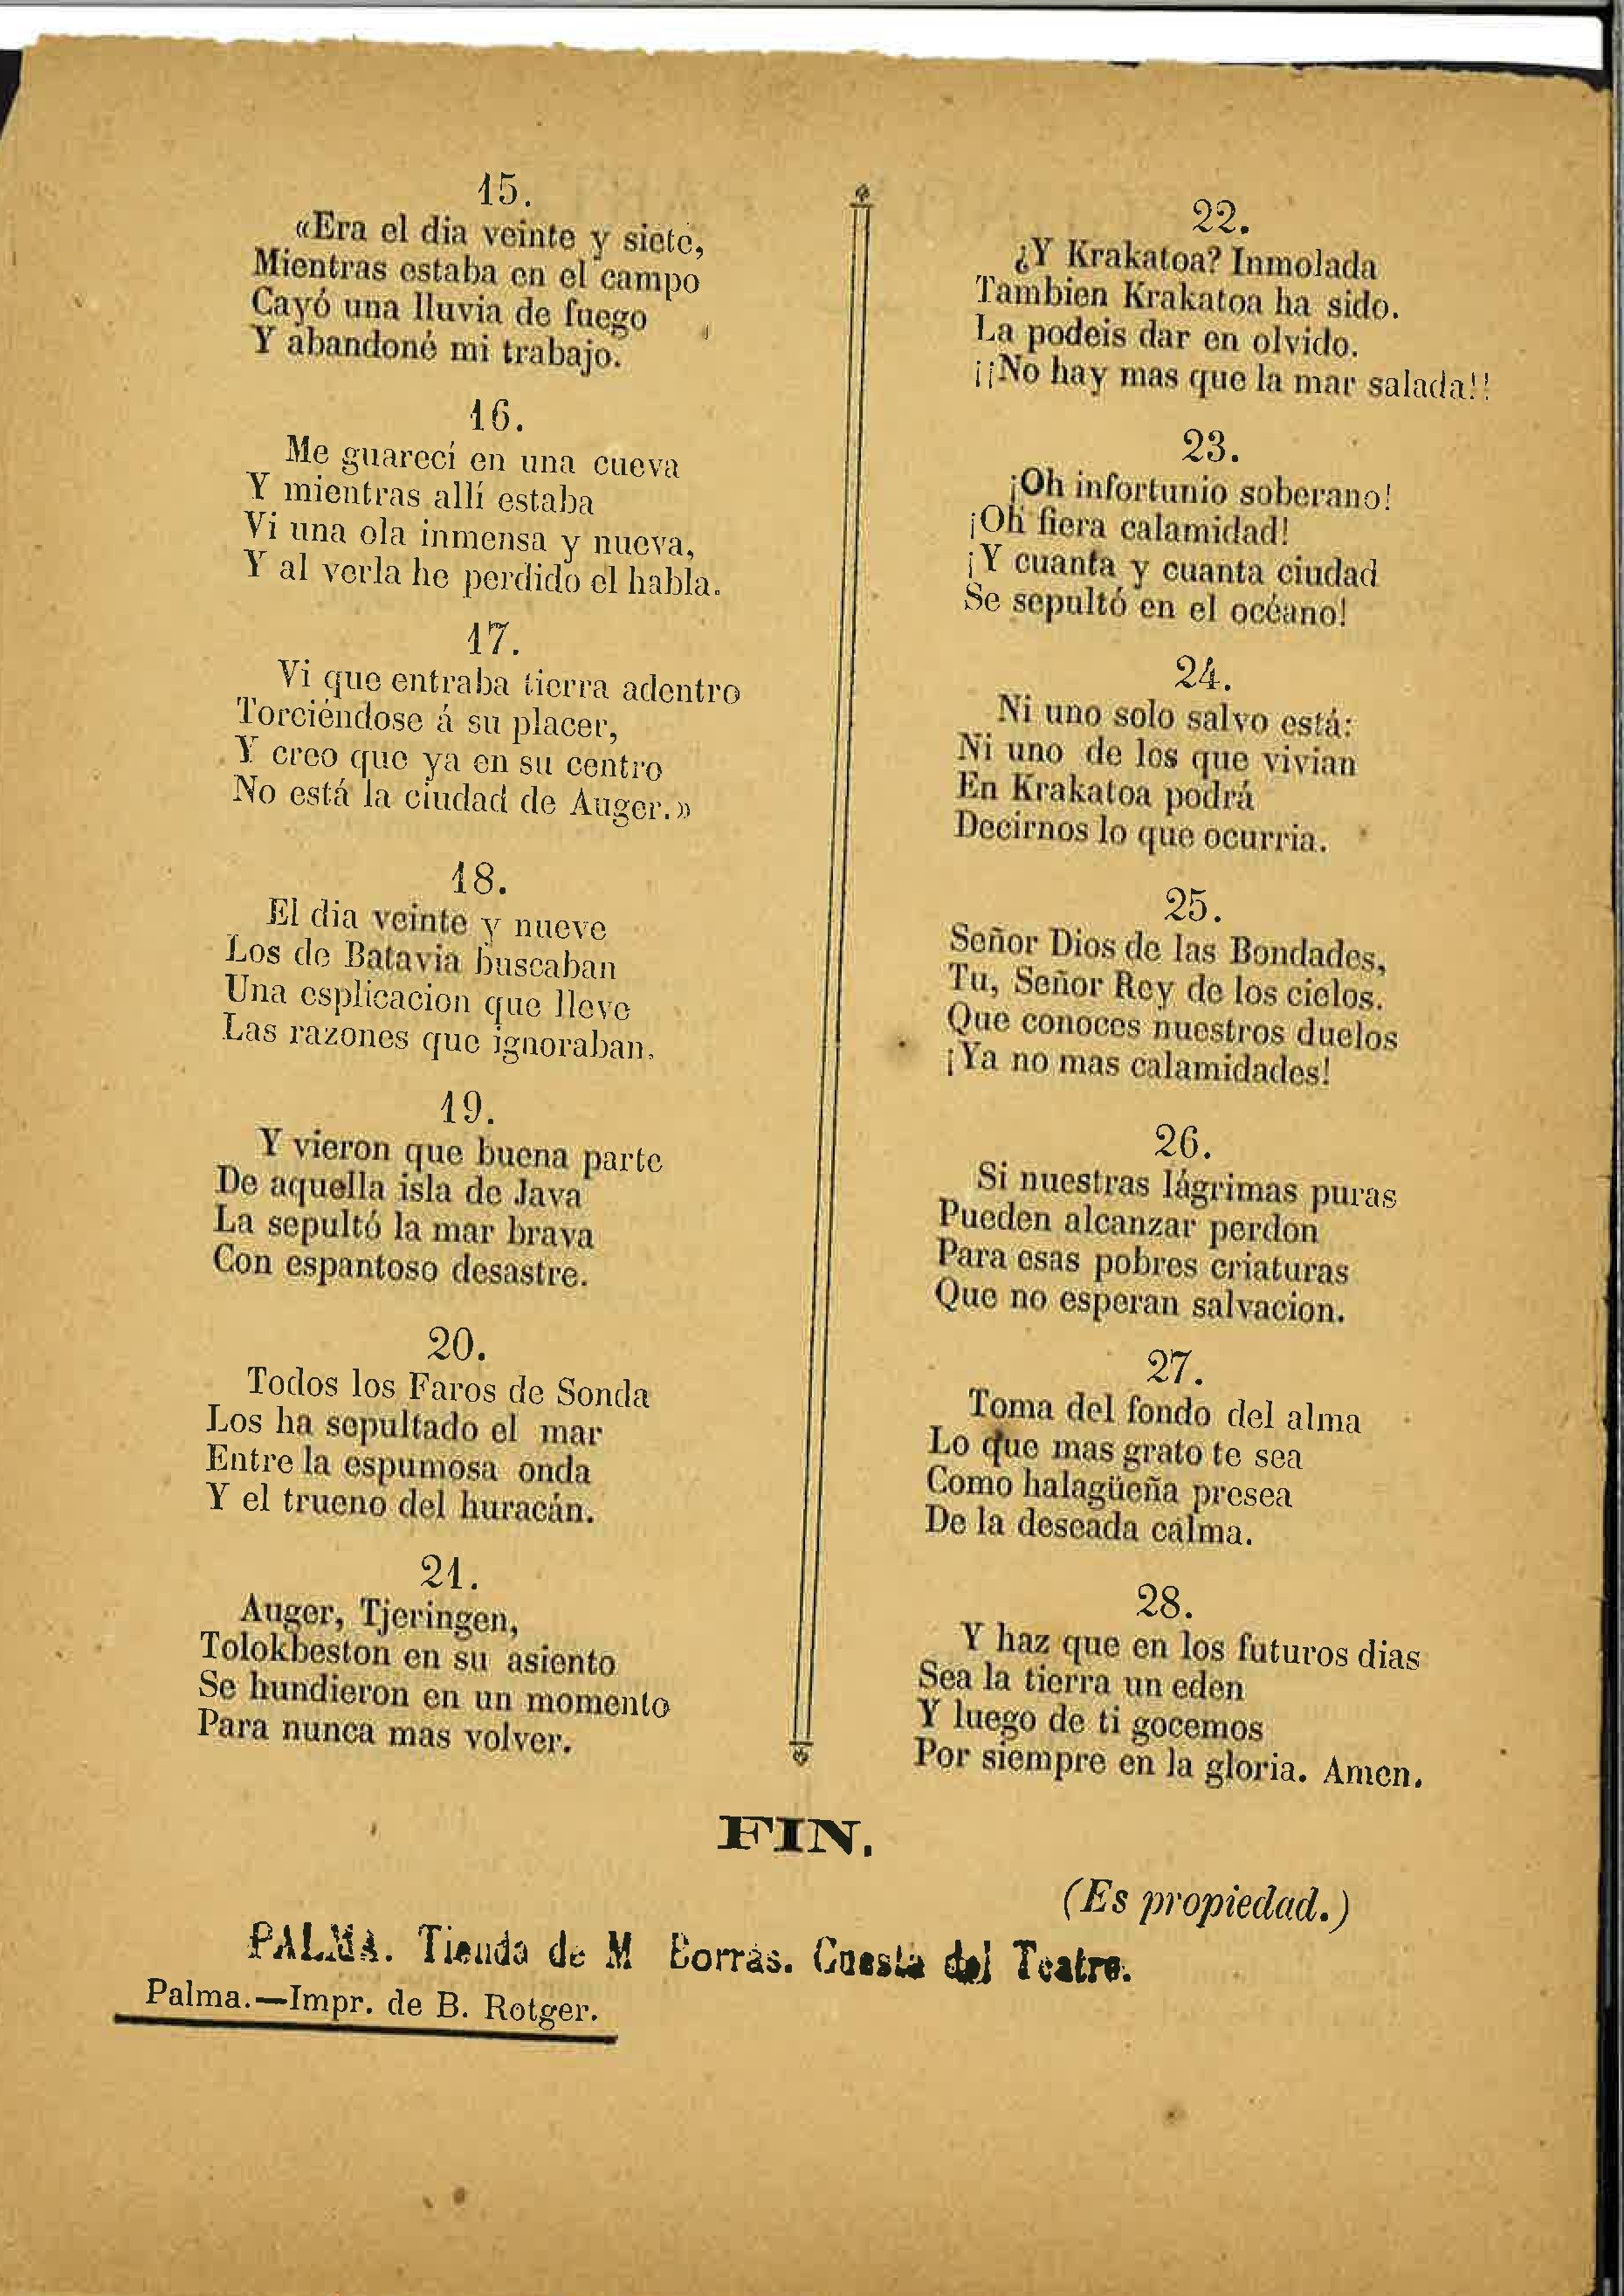 15.
«Era el dia veinte y siete,
Mientras estaba en el campo
Cayó una lluvia de fuego
Y abandoné mi trabajo.
16.
Me guarecí en una cueva
Y mientras allí estaba
Vi una ola inmensa y nueva,
Y al verla he perdido el habla.
17.
Vi que entraba tierra adentro
Torciéndose á su placer,
Y creo que ya en su centro
No está la ciudad de Auger.»
18.
El dia veinte y nueve
Los de Batavia buscaban
Una esplicacion que lleve
Las razones que ignoraban.
19.
Y vieron que buena parte
De aquella isla de Java
La sepultó la mar brava
Con espantoso desastre.
20.
Todos los Faros de Sonda
Los ha sepultado el mar
Entre la espumosa onda
Y el trueno del huracán.
21.
Auger, Tjeringen,
Tolokbeston en su asiento
Se hundieron en un momento
Para nunca mas volver.
22.
¿Y Krakatoa? Inmolada
Tambien Krakatoa ha sido.
La podeis dar en olvido.
¡¡No hay mas que la mar salada!!
23.
¡Oh infortunio soberano!
¡Oh fiera calamidad!
¡Y cuanta y cuanta ciudad
Se sepultó en el océano!
24.
Ni uno solo salvo está:
Ni uno de los que vivian
En Krakatoa podrá
Decirnos lo que ocurria.
25.
Señor Dios de las Bondades,
Tu, Señor Rey de los cielos.
Que conoces nuestros duelos
¡Ya no mas calamidades!
26.
Si nuestras lágrimas puras
Pueden alcanzar perdon
Para esas pobres criaturas
Que no esperan salvacion.
27.
Toma del fondo del alma
Lo que mas grato te sea
Como halagüeña presea
De la deseada calma.
28.
Y haz que en los futuros dias
Sea la tierra un eden
Y luego de ti gocemos
Por siempre en la gloria. Amen.
FIN.
(Es propiedad.)
PALMA. Tienda de M Borrás. Cuesta del Teatro.
Palma.—Impr. de B. Rotger.